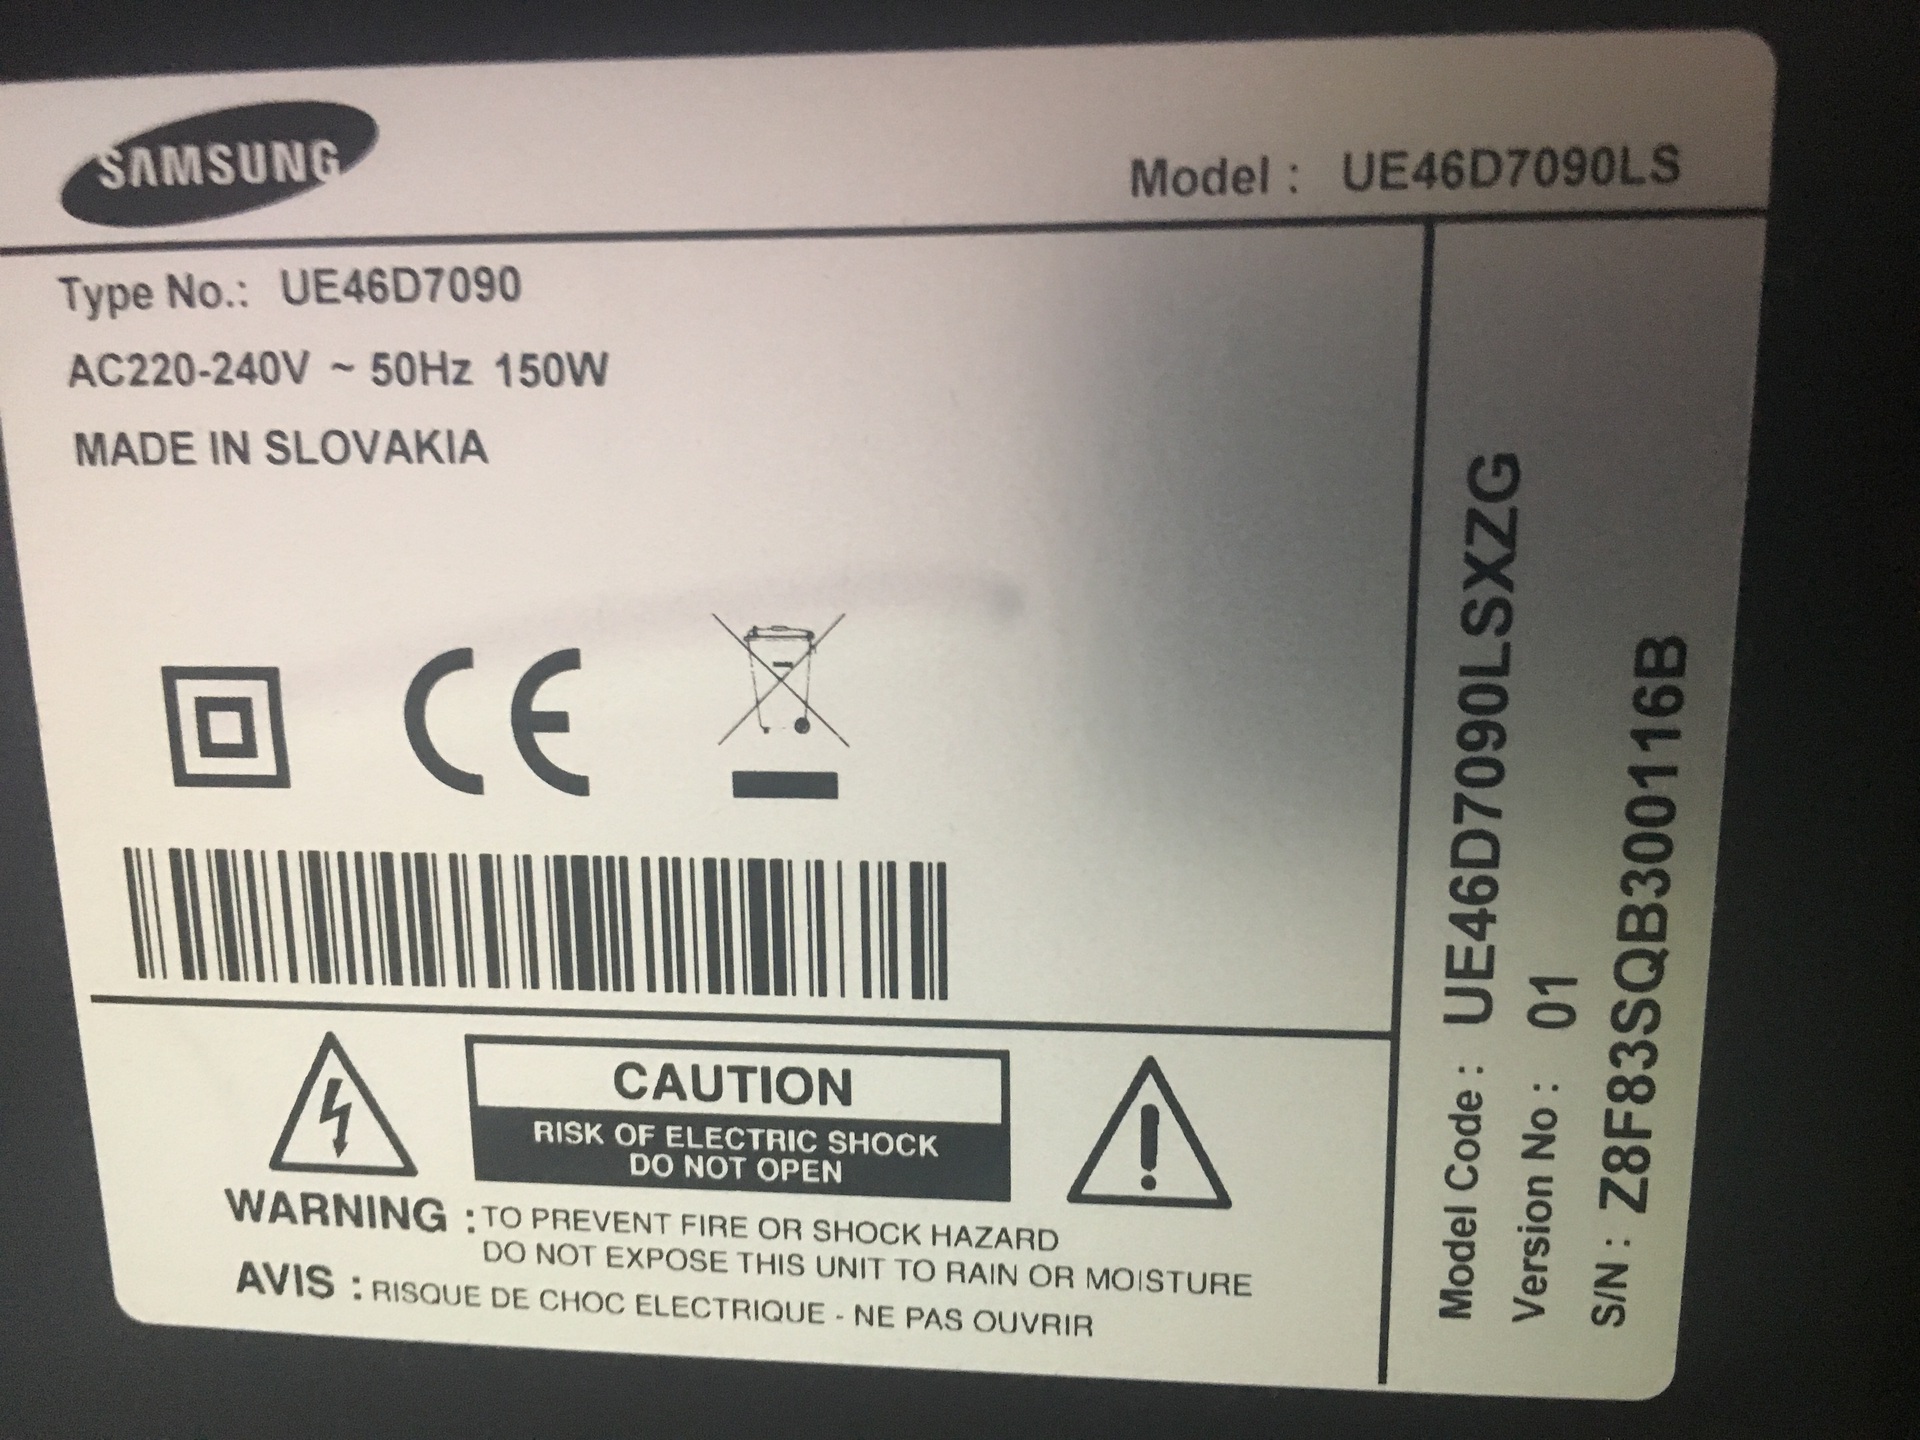 SAMSUNG
Model : UE46D7090LS
Type No.: UE46D7090
AC220-240V ~ 50Hz 150W
MADE IN SLOVAKIA
CE
CAUTION
RISK OF ELECTRIC SHOCK
DO NOT OPEN
WARNING : TO PREVENT FIRE OR SHOCK HAZARD
DO NOT EXPOSE THIS UNIT TO RAIN OR MOISTURE
AVIS : RISQUE DE CHOC ELECTRIQUE - NE PAS OUVRIR
Model Code : UE46D7090LSXZG
Version No : 01
S/N : Z8F83SQB300116B